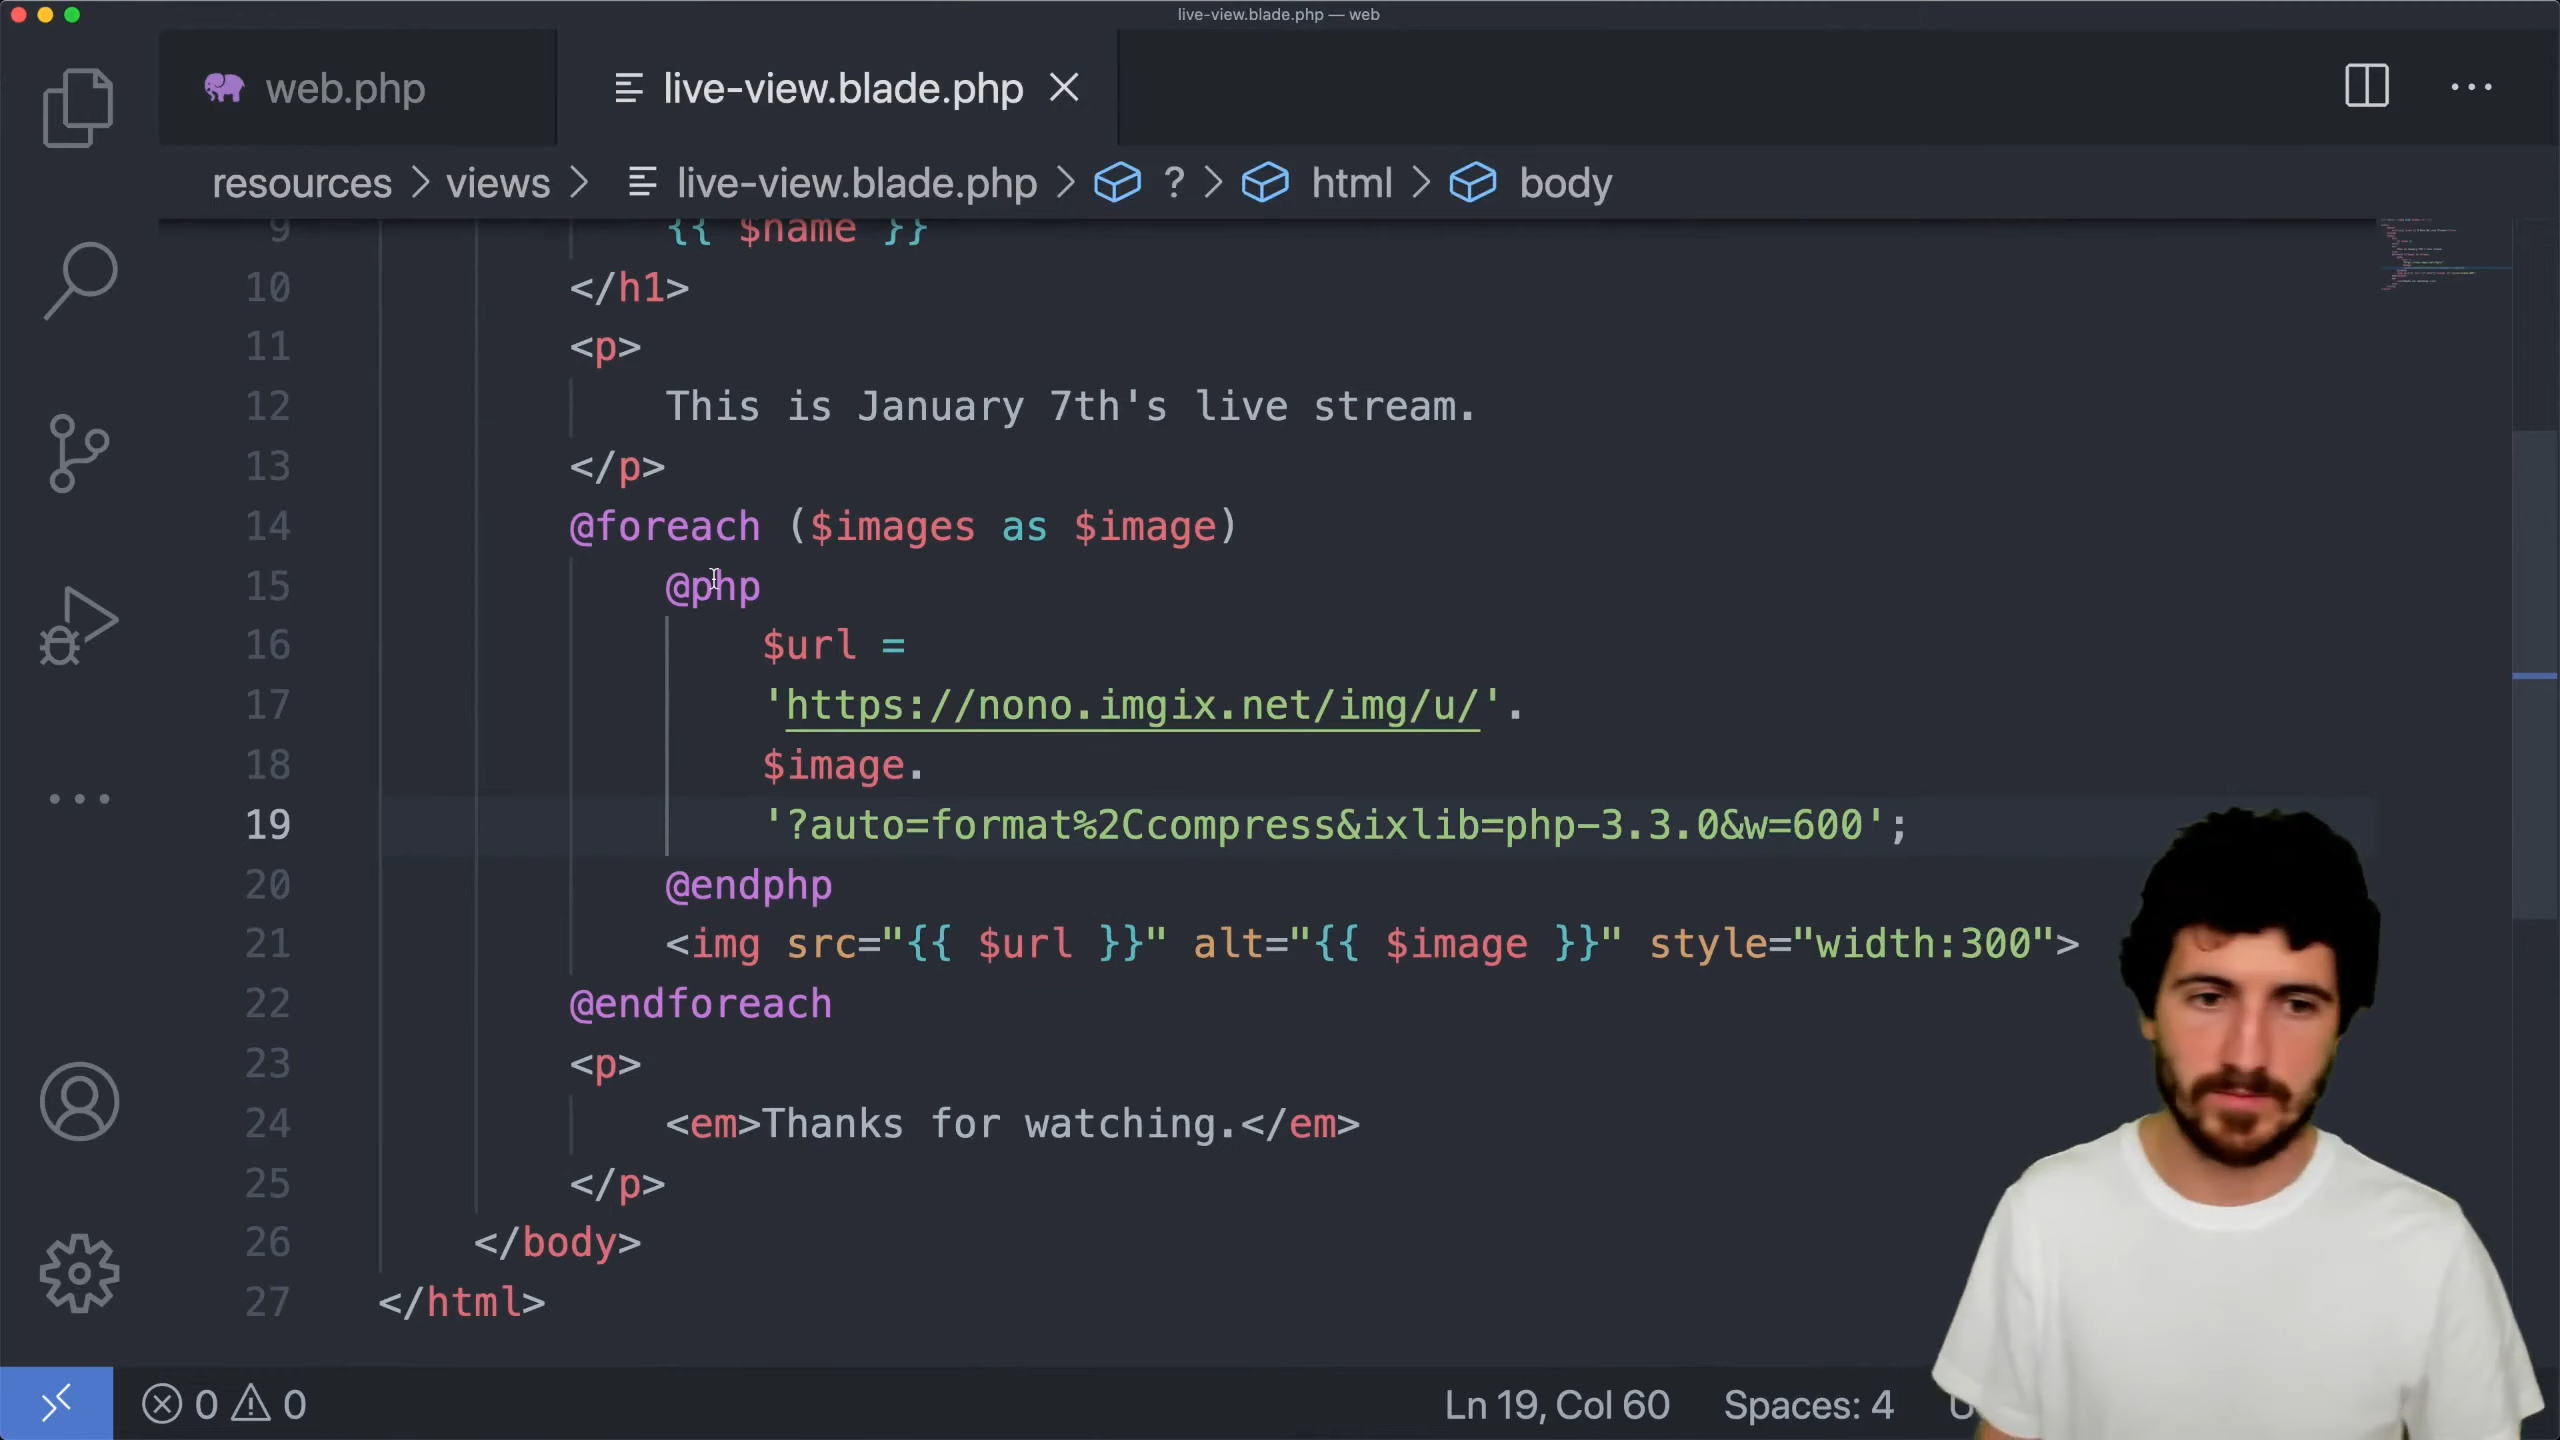 live-view.blade.php — web
web.php
live-view.blade.php
resources > views > live-view.blade.php > ? > html > body
9 {{ $name }}
10 </h1>
11 <p>
12 This is January 7th's live stream.
13 </p>
14 @foreach ($images as $image)
15 @php
16 $url =
17 'https://nono.imgix.net/img/u/'.
18 $image.
19 '?auto=format%2Ccompress&ixlib=php-3.3.0&w=600';
20 @endphp
21 <img src="{{ $url }}" alt="{{ $image }}" style="width:300">
22 @endforeach
23 <p>
24 <em>Thanks for watching.</em>
25 </p>
26 </body>
27 </html>
0 0 Ln 19, Col 60 Spaces: 4